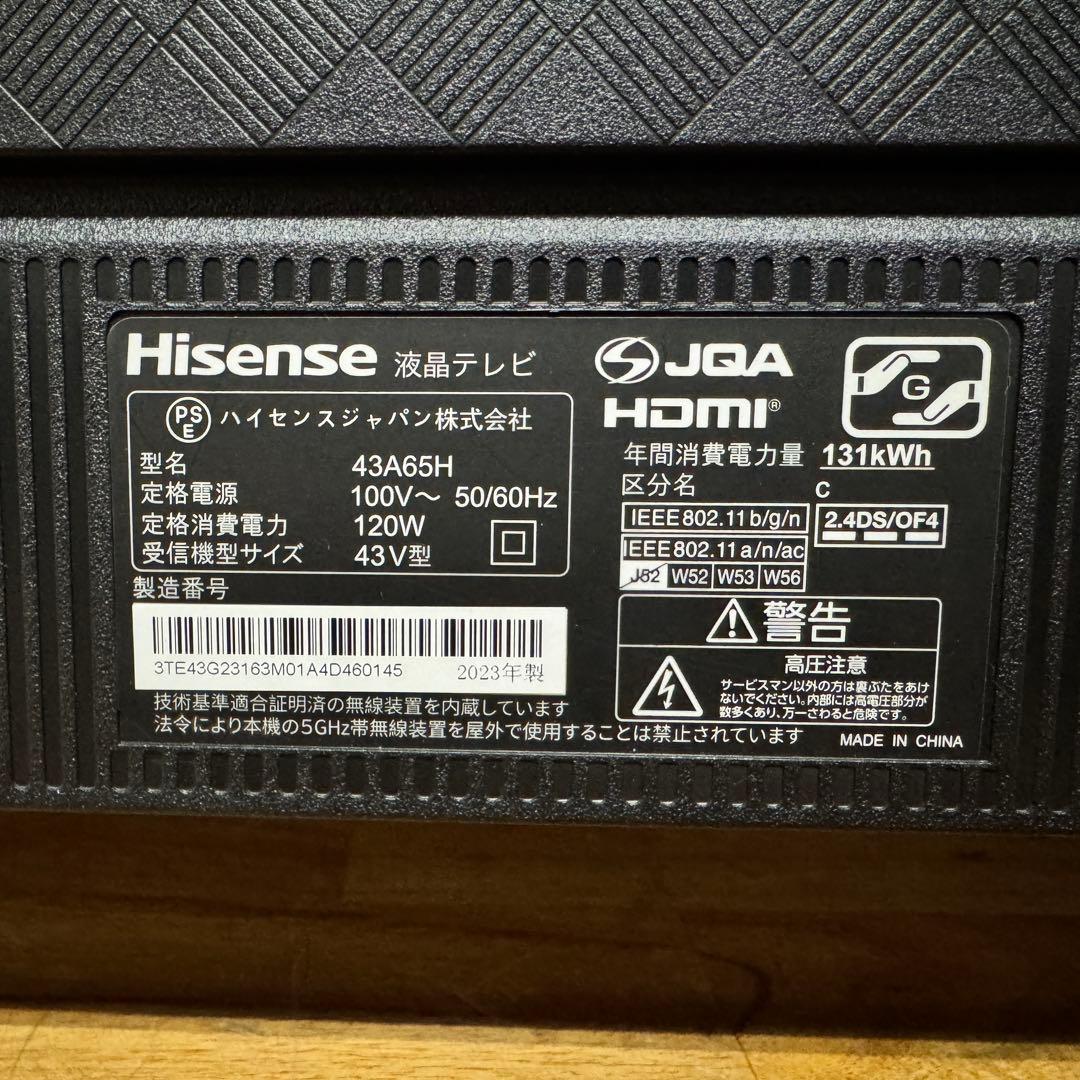 Hisense 液晶テレビ
PSE ハイセンスジャパン株式会社
型名 43A65H
定格電源 100V～ 50/60Hz
定格消費電力 120W
受信機型サイズ 43V型
製造番号
3TE43G23163M01A4D460145 2023年製
技術基準適合証明済の無線装置を内蔵しています
法令により本機の5GHz帯無線装置を屋外で使用することは禁止されています
JQA
HDMI®
G
年間消費電力量 131kWh
区分名 C
IEEE802.11b/g/n
2.4DS/OF4
IEEE802.11a/n/ac
J52 W52 W53 W56
警告
高圧注意
サービスマン以外の方は裏ぶたをあけ
ないでください。内部には高電圧部分が
数多くあり、万一さわると危険です。
MADE IN CHINA